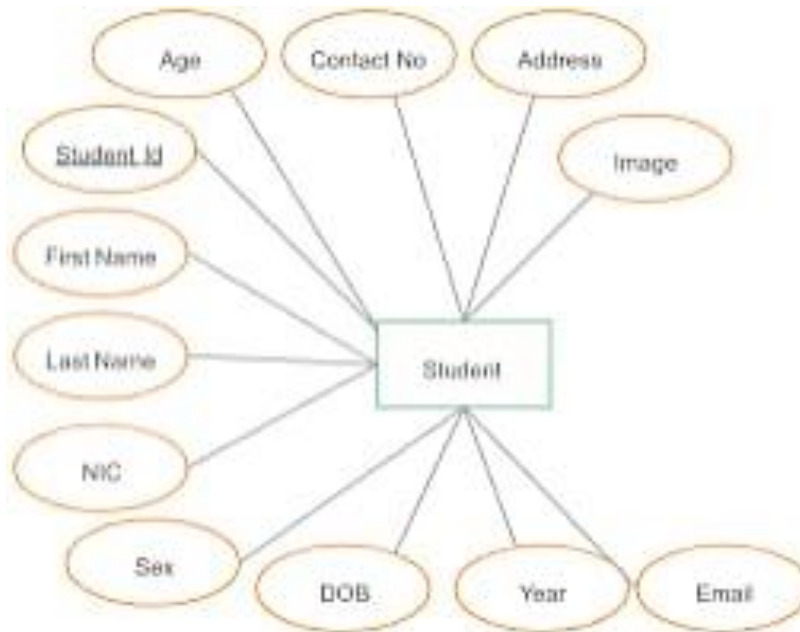 Age
Contact No
Address
Student Id
Image
First Name
Last Name
Student
NIC
Sex
DOB
Year
Email